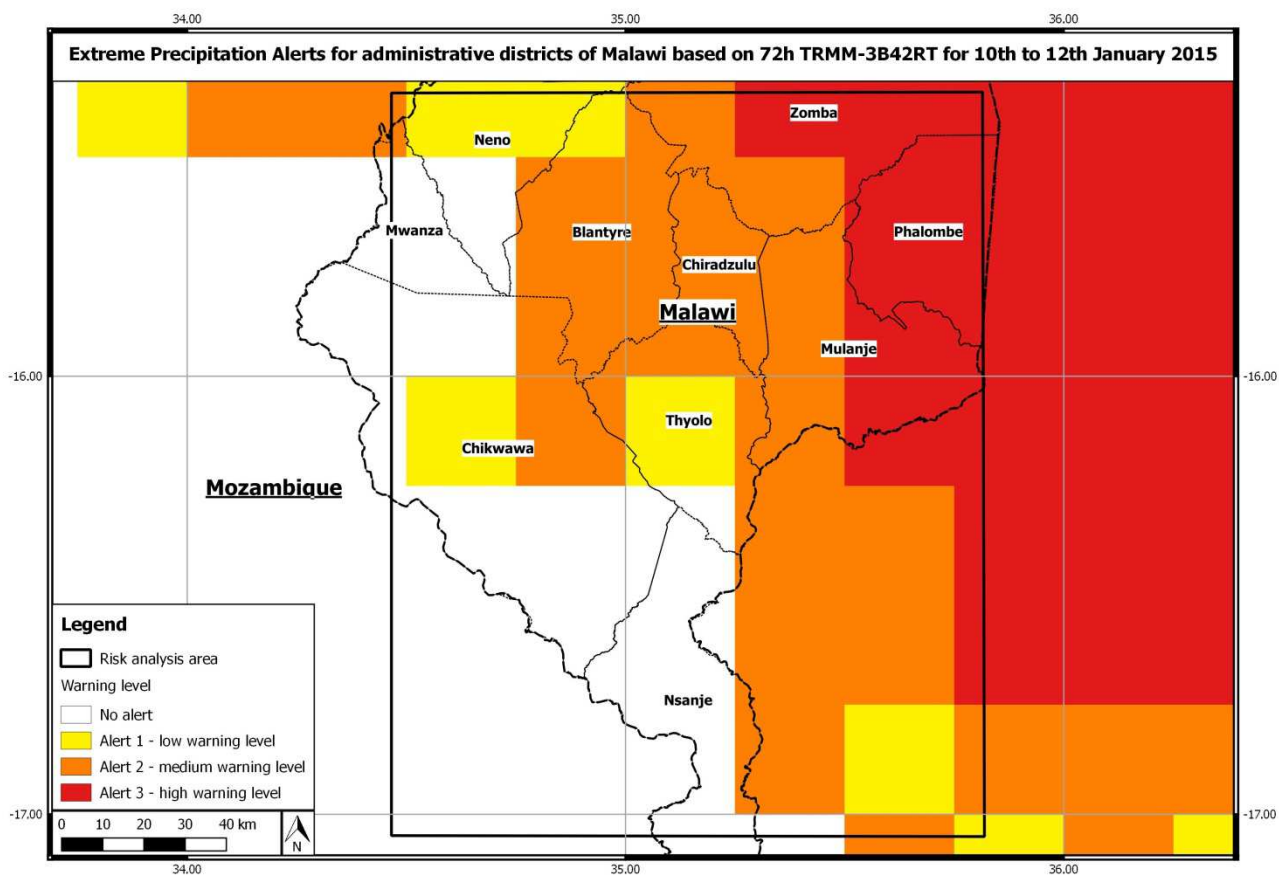 34.00 35.00 36.00
Extreme Precipitation Alerts for administrative districts of Malawi based on 72h TRMM-3B42RT for 10th to 12th January 2015
Zomba
Neno
Mwanza
Blantyre
Phalombe
Chiradzulu
Malawi
Mulanje
-16.00 -16.00
Thyolo
Chikwawa
Mozambique
Nsanje
Legend
Risk analysis area
Warning level
No alert
Alert 1 - low warning level
Alert 2 - medium warning level
Alert 3 - high warning level
-17.00 -17.00
0 10 20 30 40 km
N
34.00 35.00 36.00